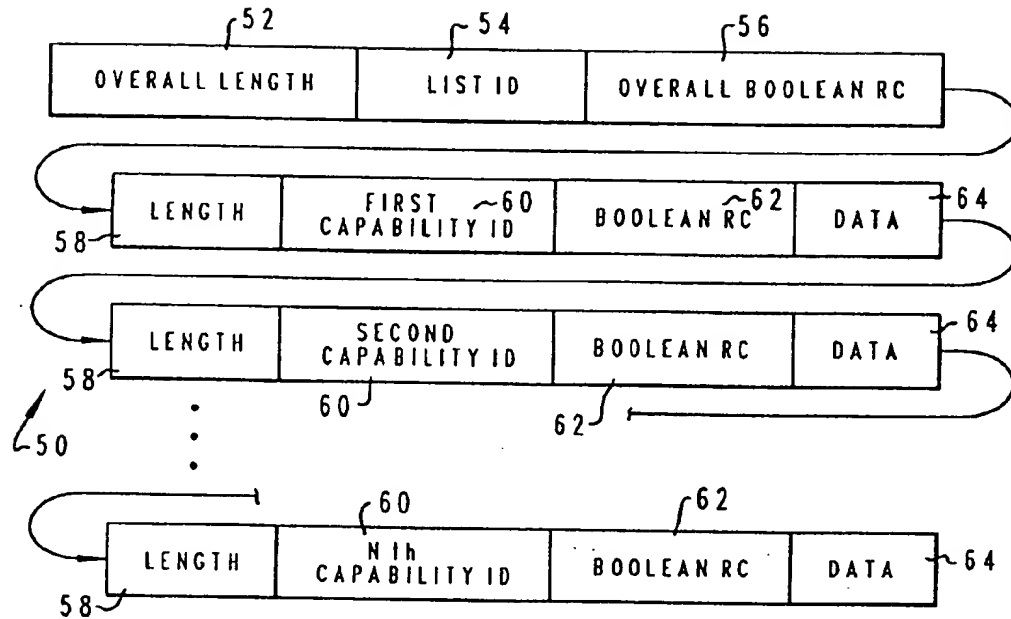 52 54 56
OVERALL LENGTH LIST ID OVERALL BOOLEAN RC
LENGTH FIRST CAPABILITY ID 60 BOOLEAN RC 62 DATA 64
58
LENGTH SECOND CAPABILITY ID BOOLEAN RC DATA 64
58 60 62
50
60 62
LENGTH Nth CAPABILITY ID BOOLEAN RC DATA 64
58